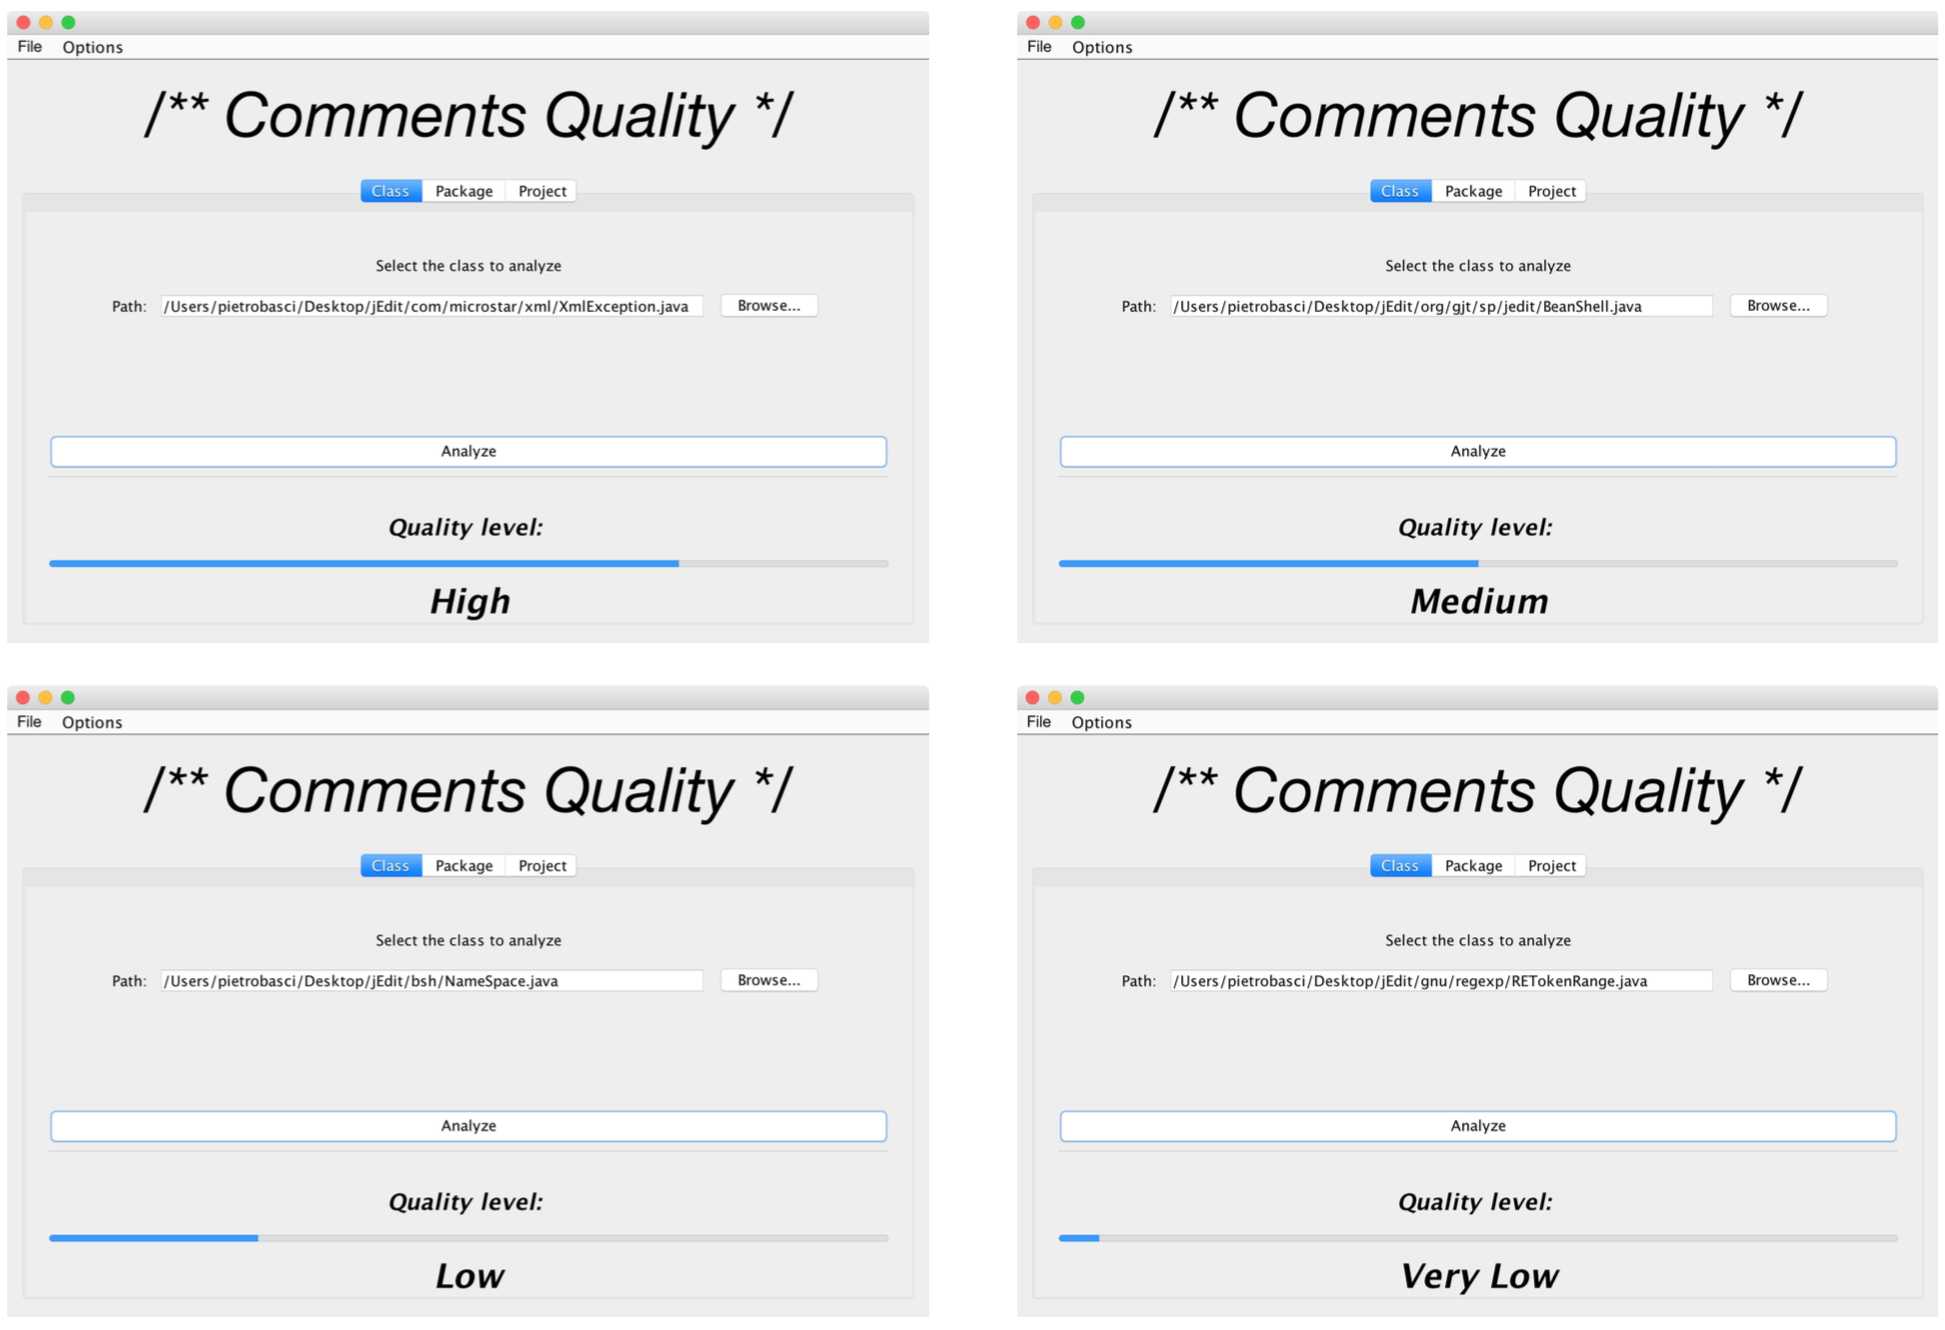 File Options
/** Comments Quality */
Class Package Project
Select the class to analyze
Path: /Users/pietrobasci/Desktop/jEdit/com/microstar/xml/XmlException.java Browse...
Analyze
Quality level:
High
File Options
/** Comments Quality */
Class Package Project
Select the class to analyze
Path: /Users/pietrobasci/Desktop/jEdit/org/gjt/sp/jedit/BeanShell.java Browse...
Analyze
Quality level:
Medium
File Options
/** Comments Quality */
Class Package Project
Select the class to analyze
Path: /Users/pietrobasci/Desktop/jEdit/bsh/NameSpace.java Browse...
Analyze
Quality level:
Low
File Options
/** Comments Quality */
Class Package Project
Select the class to analyze
Path: /Users/pietrobasci/Desktop/jEdit/gnu/regexp/RETokenRange.java Browse...
Analyze
Quality level:
Very Low